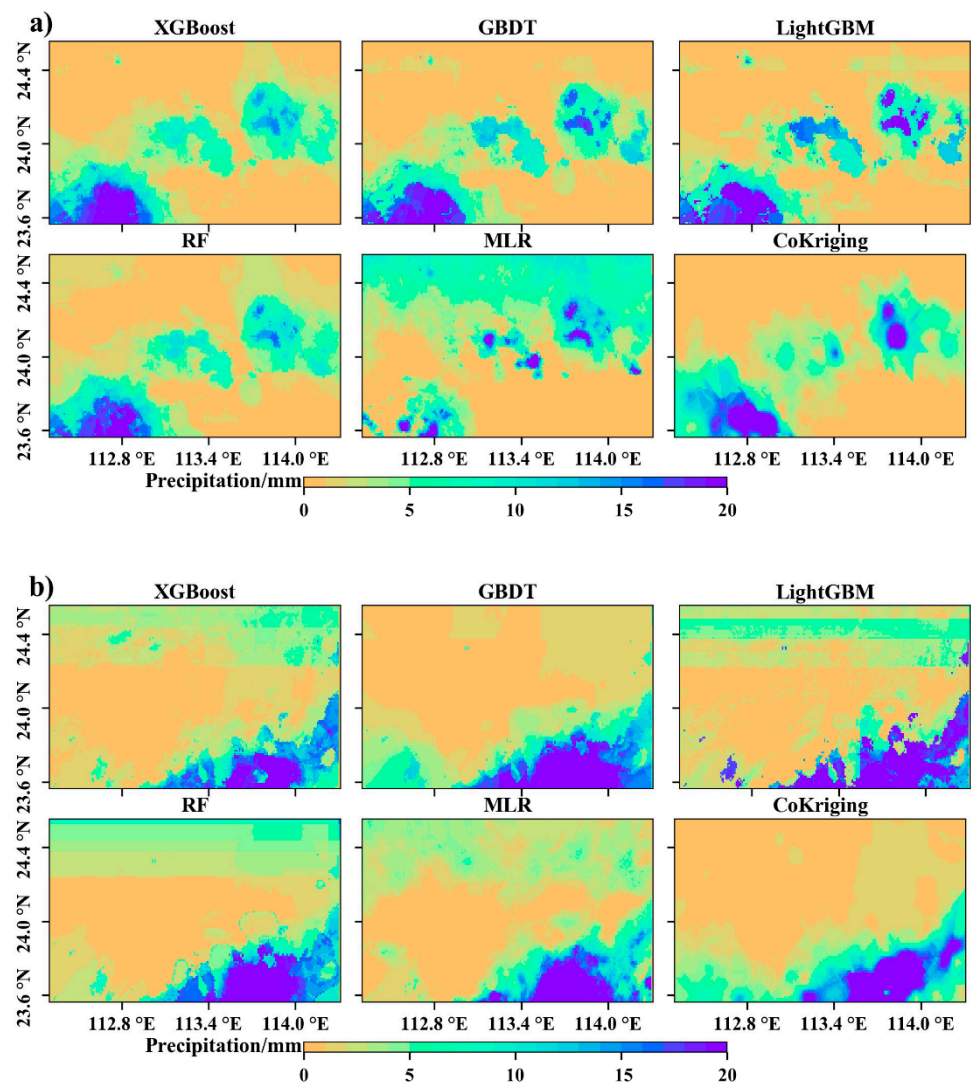 a)
XGBoost GBDT LightGBM
24.4 °N
24.0 °N
23.6 °N
RF MLR CoKriging
24.4 °N
24.0 °N
23.6 °N
112.8 °E 113.4 °E 114.0 °E 112.8 °E 113.4 °E 114.0 °E 112.8 °E 113.4 °E 114.0 °E
Precipitation/mm
0 5 10 15 20
b)
XGBoost GBDT LightGBM
24.4 °N
24.0 °N
23.6 °N
RF MLR CoKriging
24.4 °N
24.0 °N
23.6 °N
112.8 °E 113.4 °E 114.0 °E 112.8 °E 113.4 °E 114.0 °E 112.8 °E 113.4 °E 114.0 °E
Precipitation/mm
0 5 10 15 20